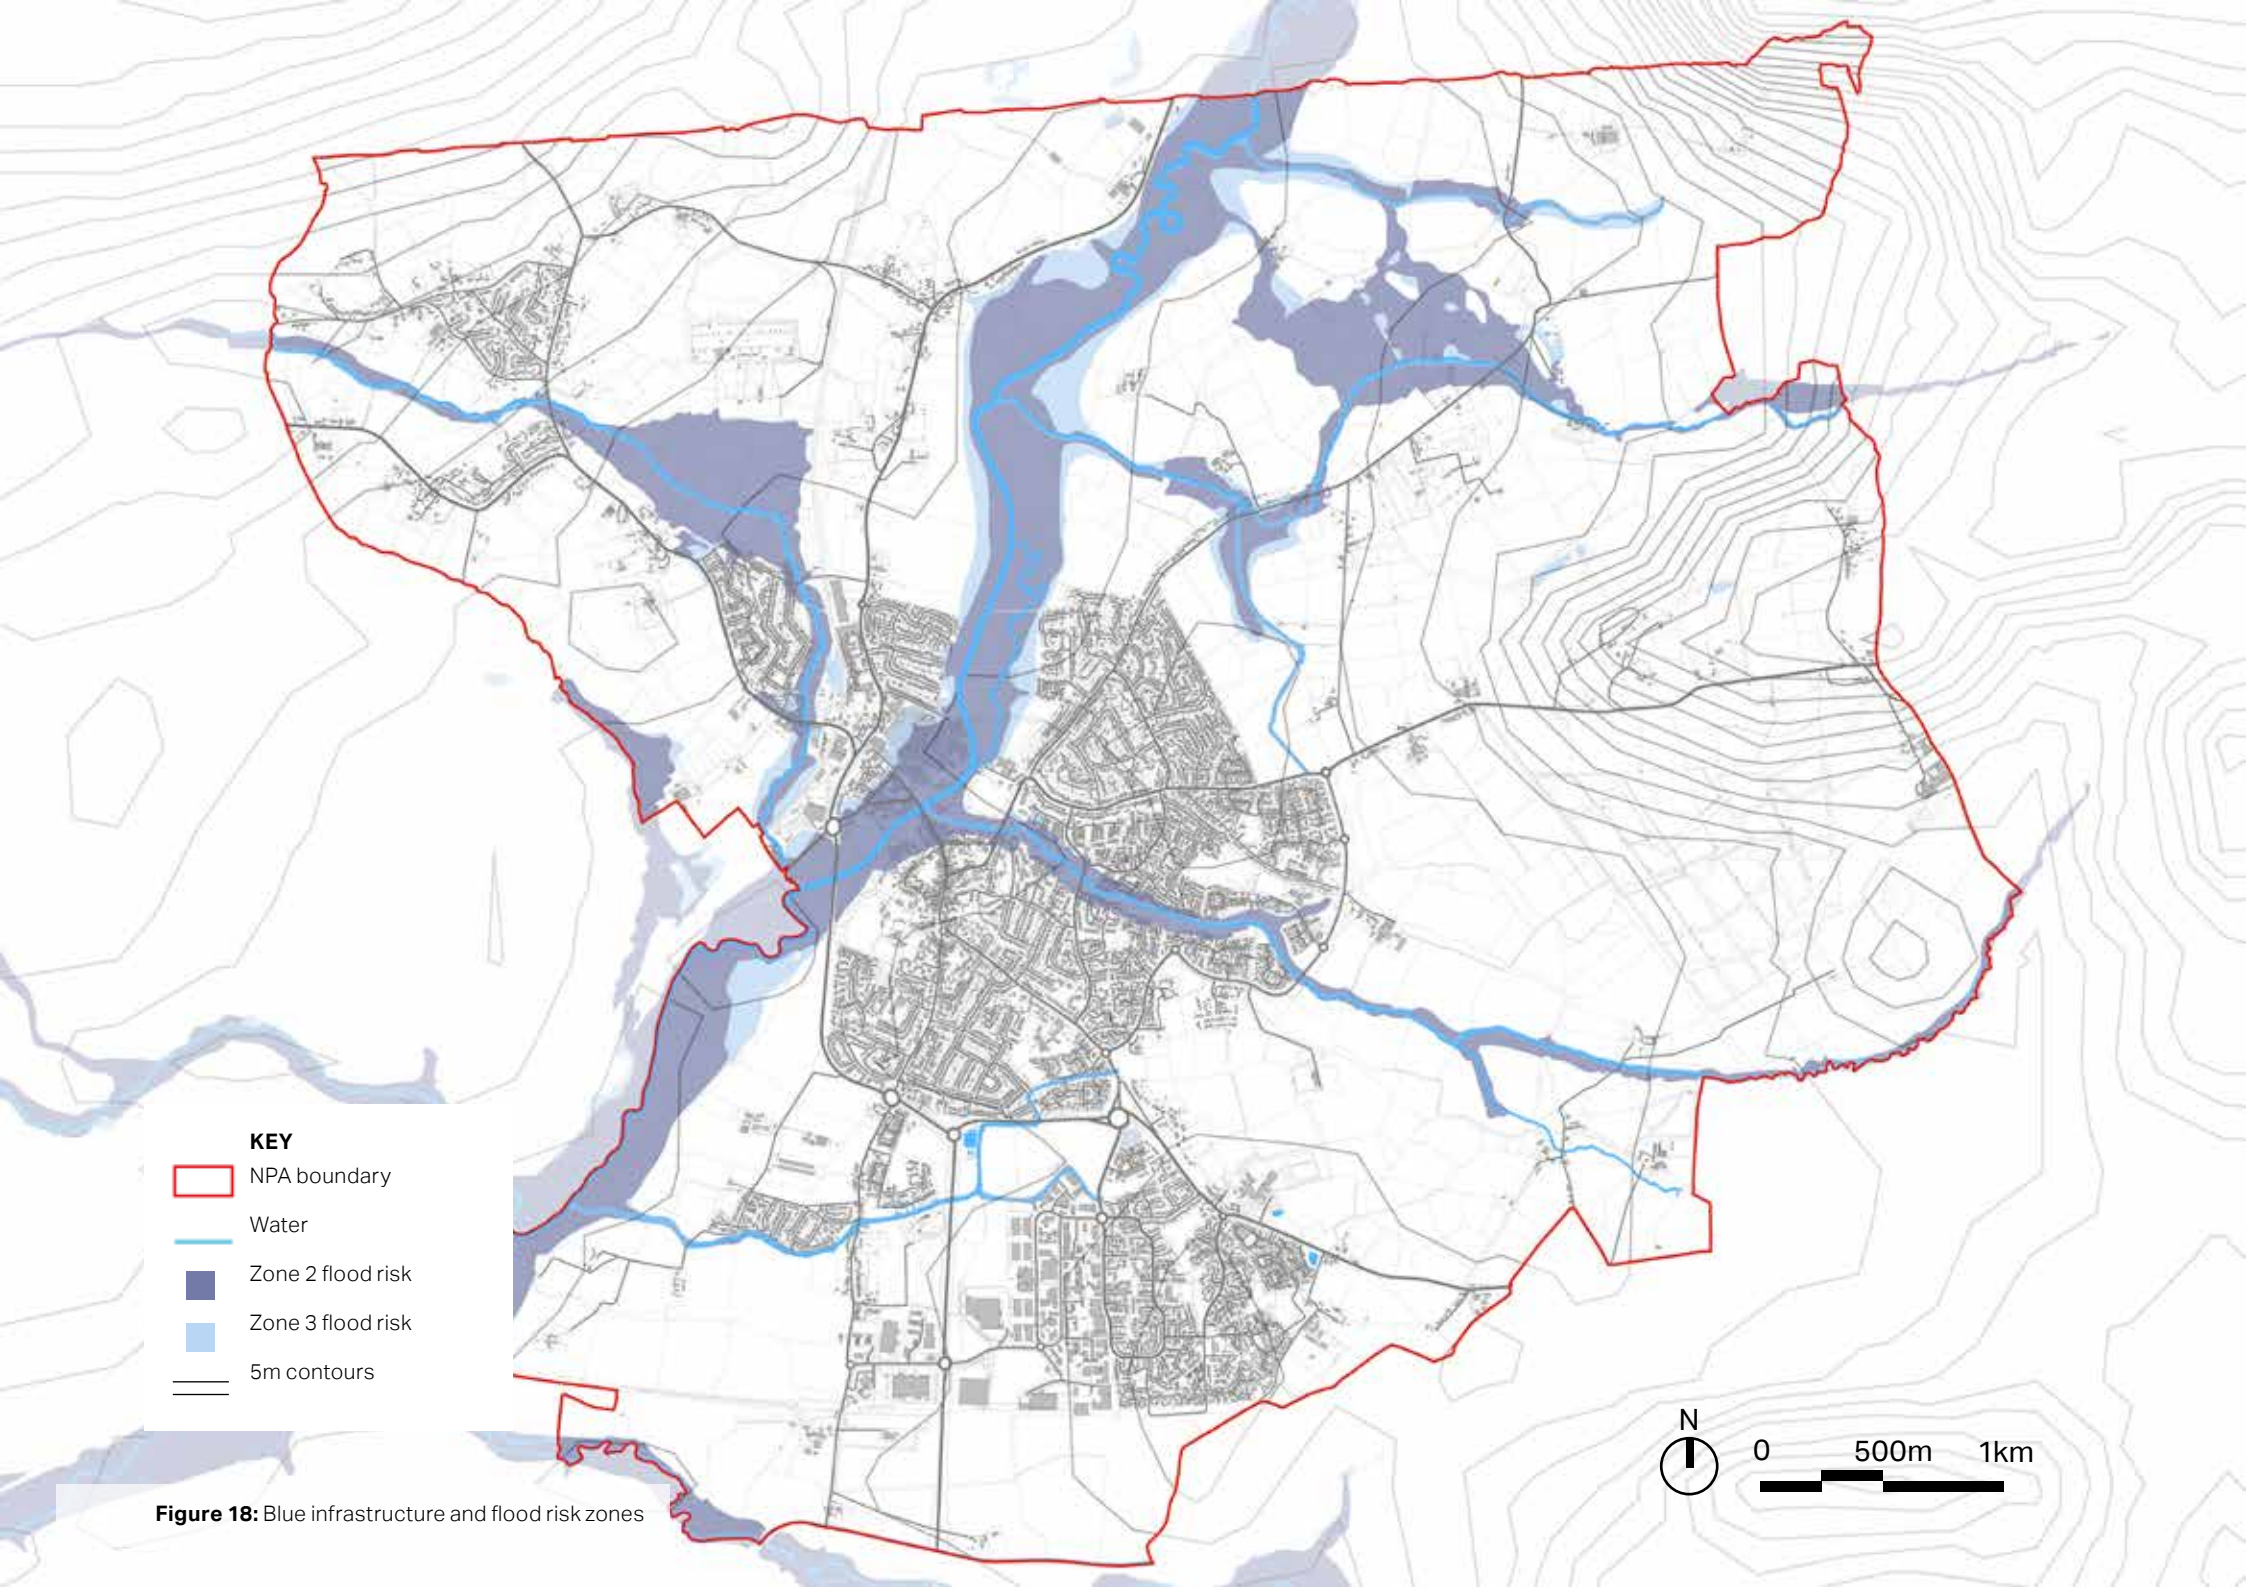 KEY
NPA boundary
Water
Zone 2 flood risk
Zone 3 flood risk
5m contours
N
0 500m 1km
Figure 18: Blue infrastructure and flood risk zones